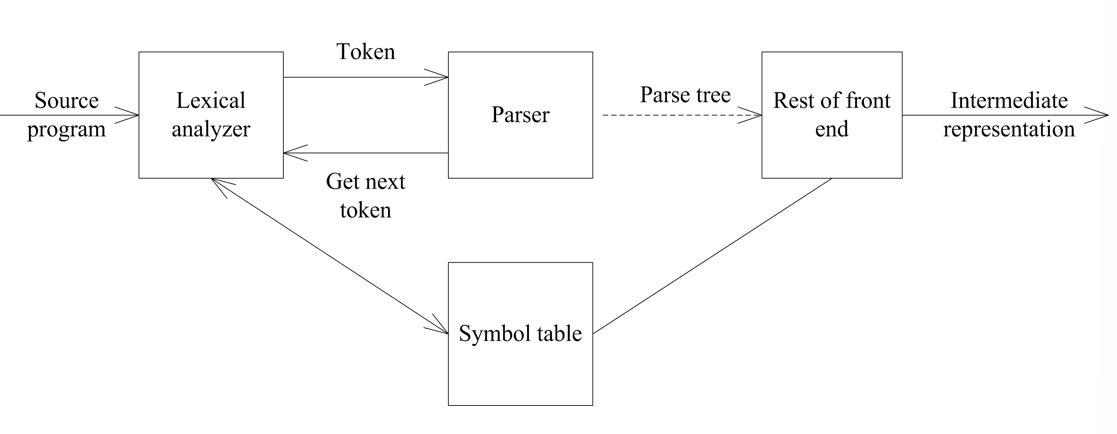 Token
Source
program
Lexical
analyzer
Parser
Parse tree
Rest of front
end
Intermediate
representation
Get next
token
Symbol table